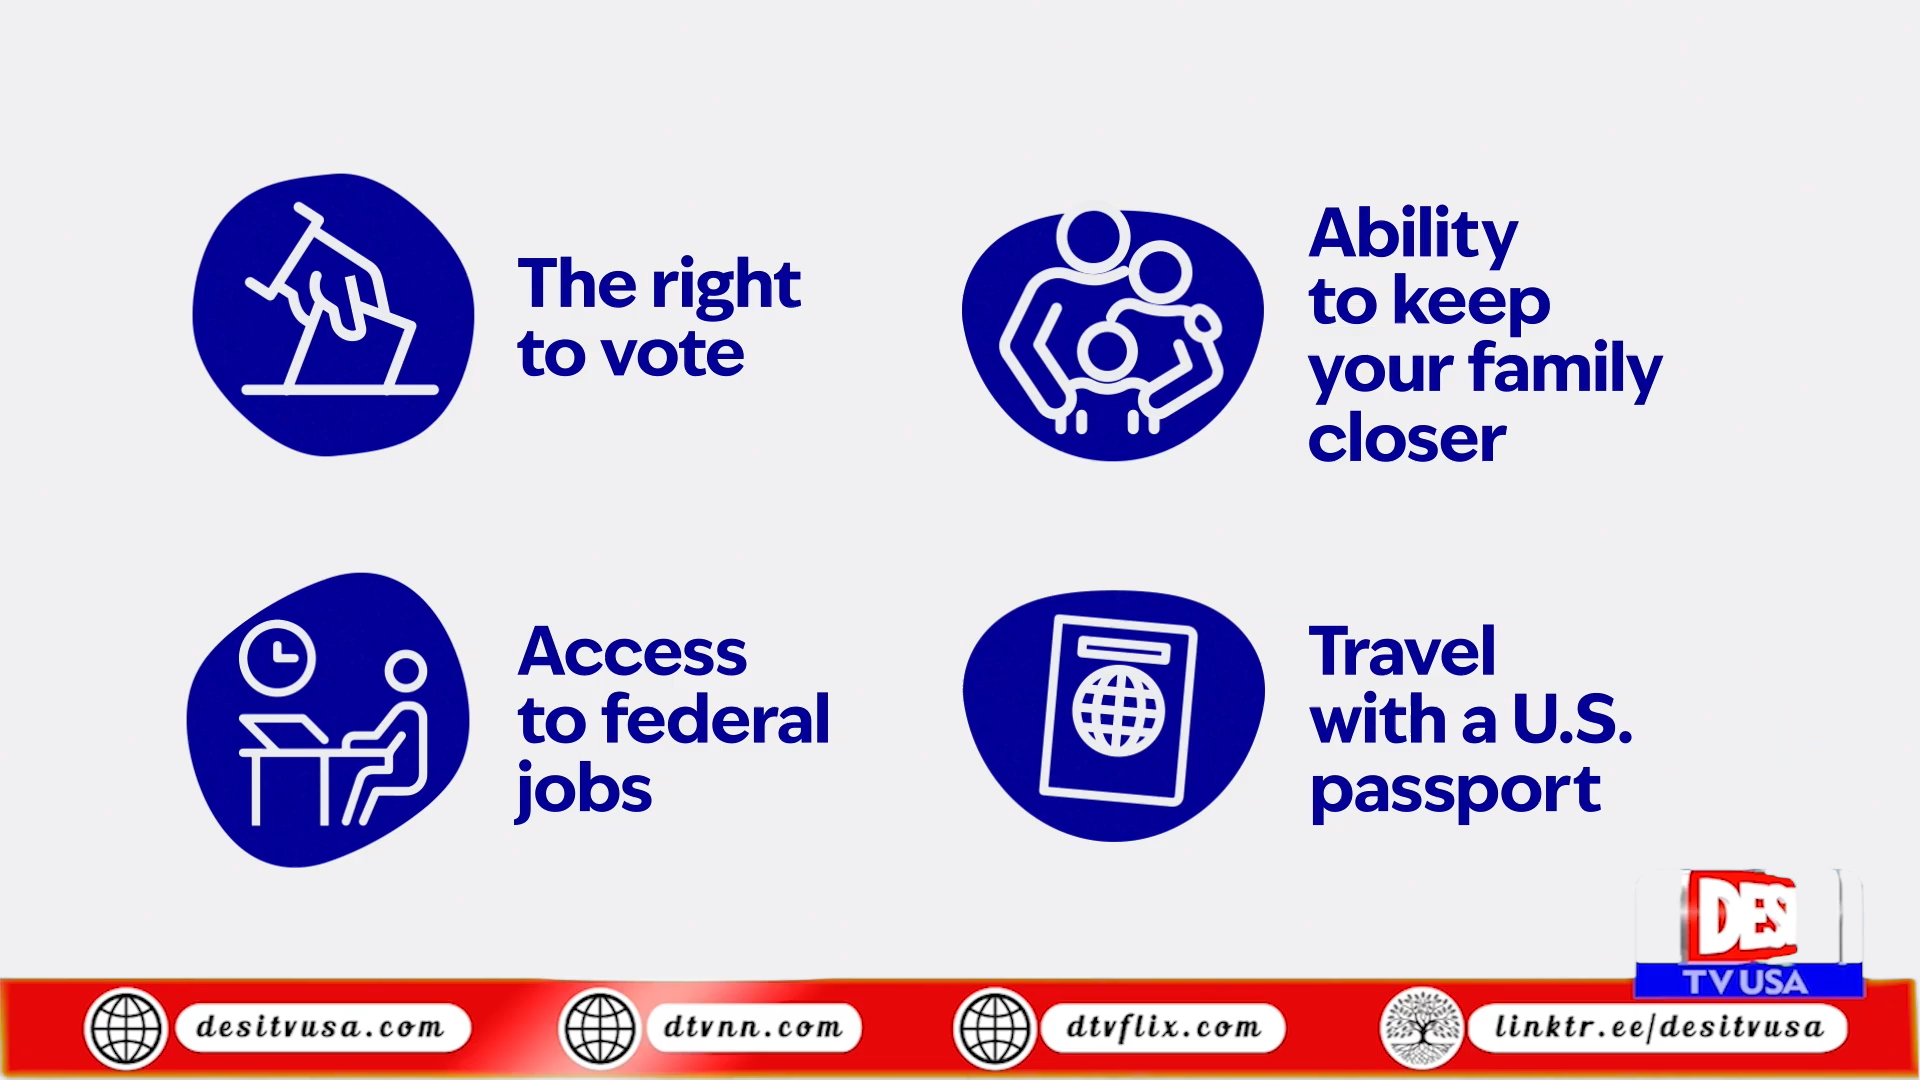 The right
to vote
Ability
to keep
your family
closer
Access
to federal
jobs
Travel
with a U.S.
passport
DESI
TV USA
desitvusa.com
dtvnn.com
dtvflix.com
linktr.ee/desitvusa